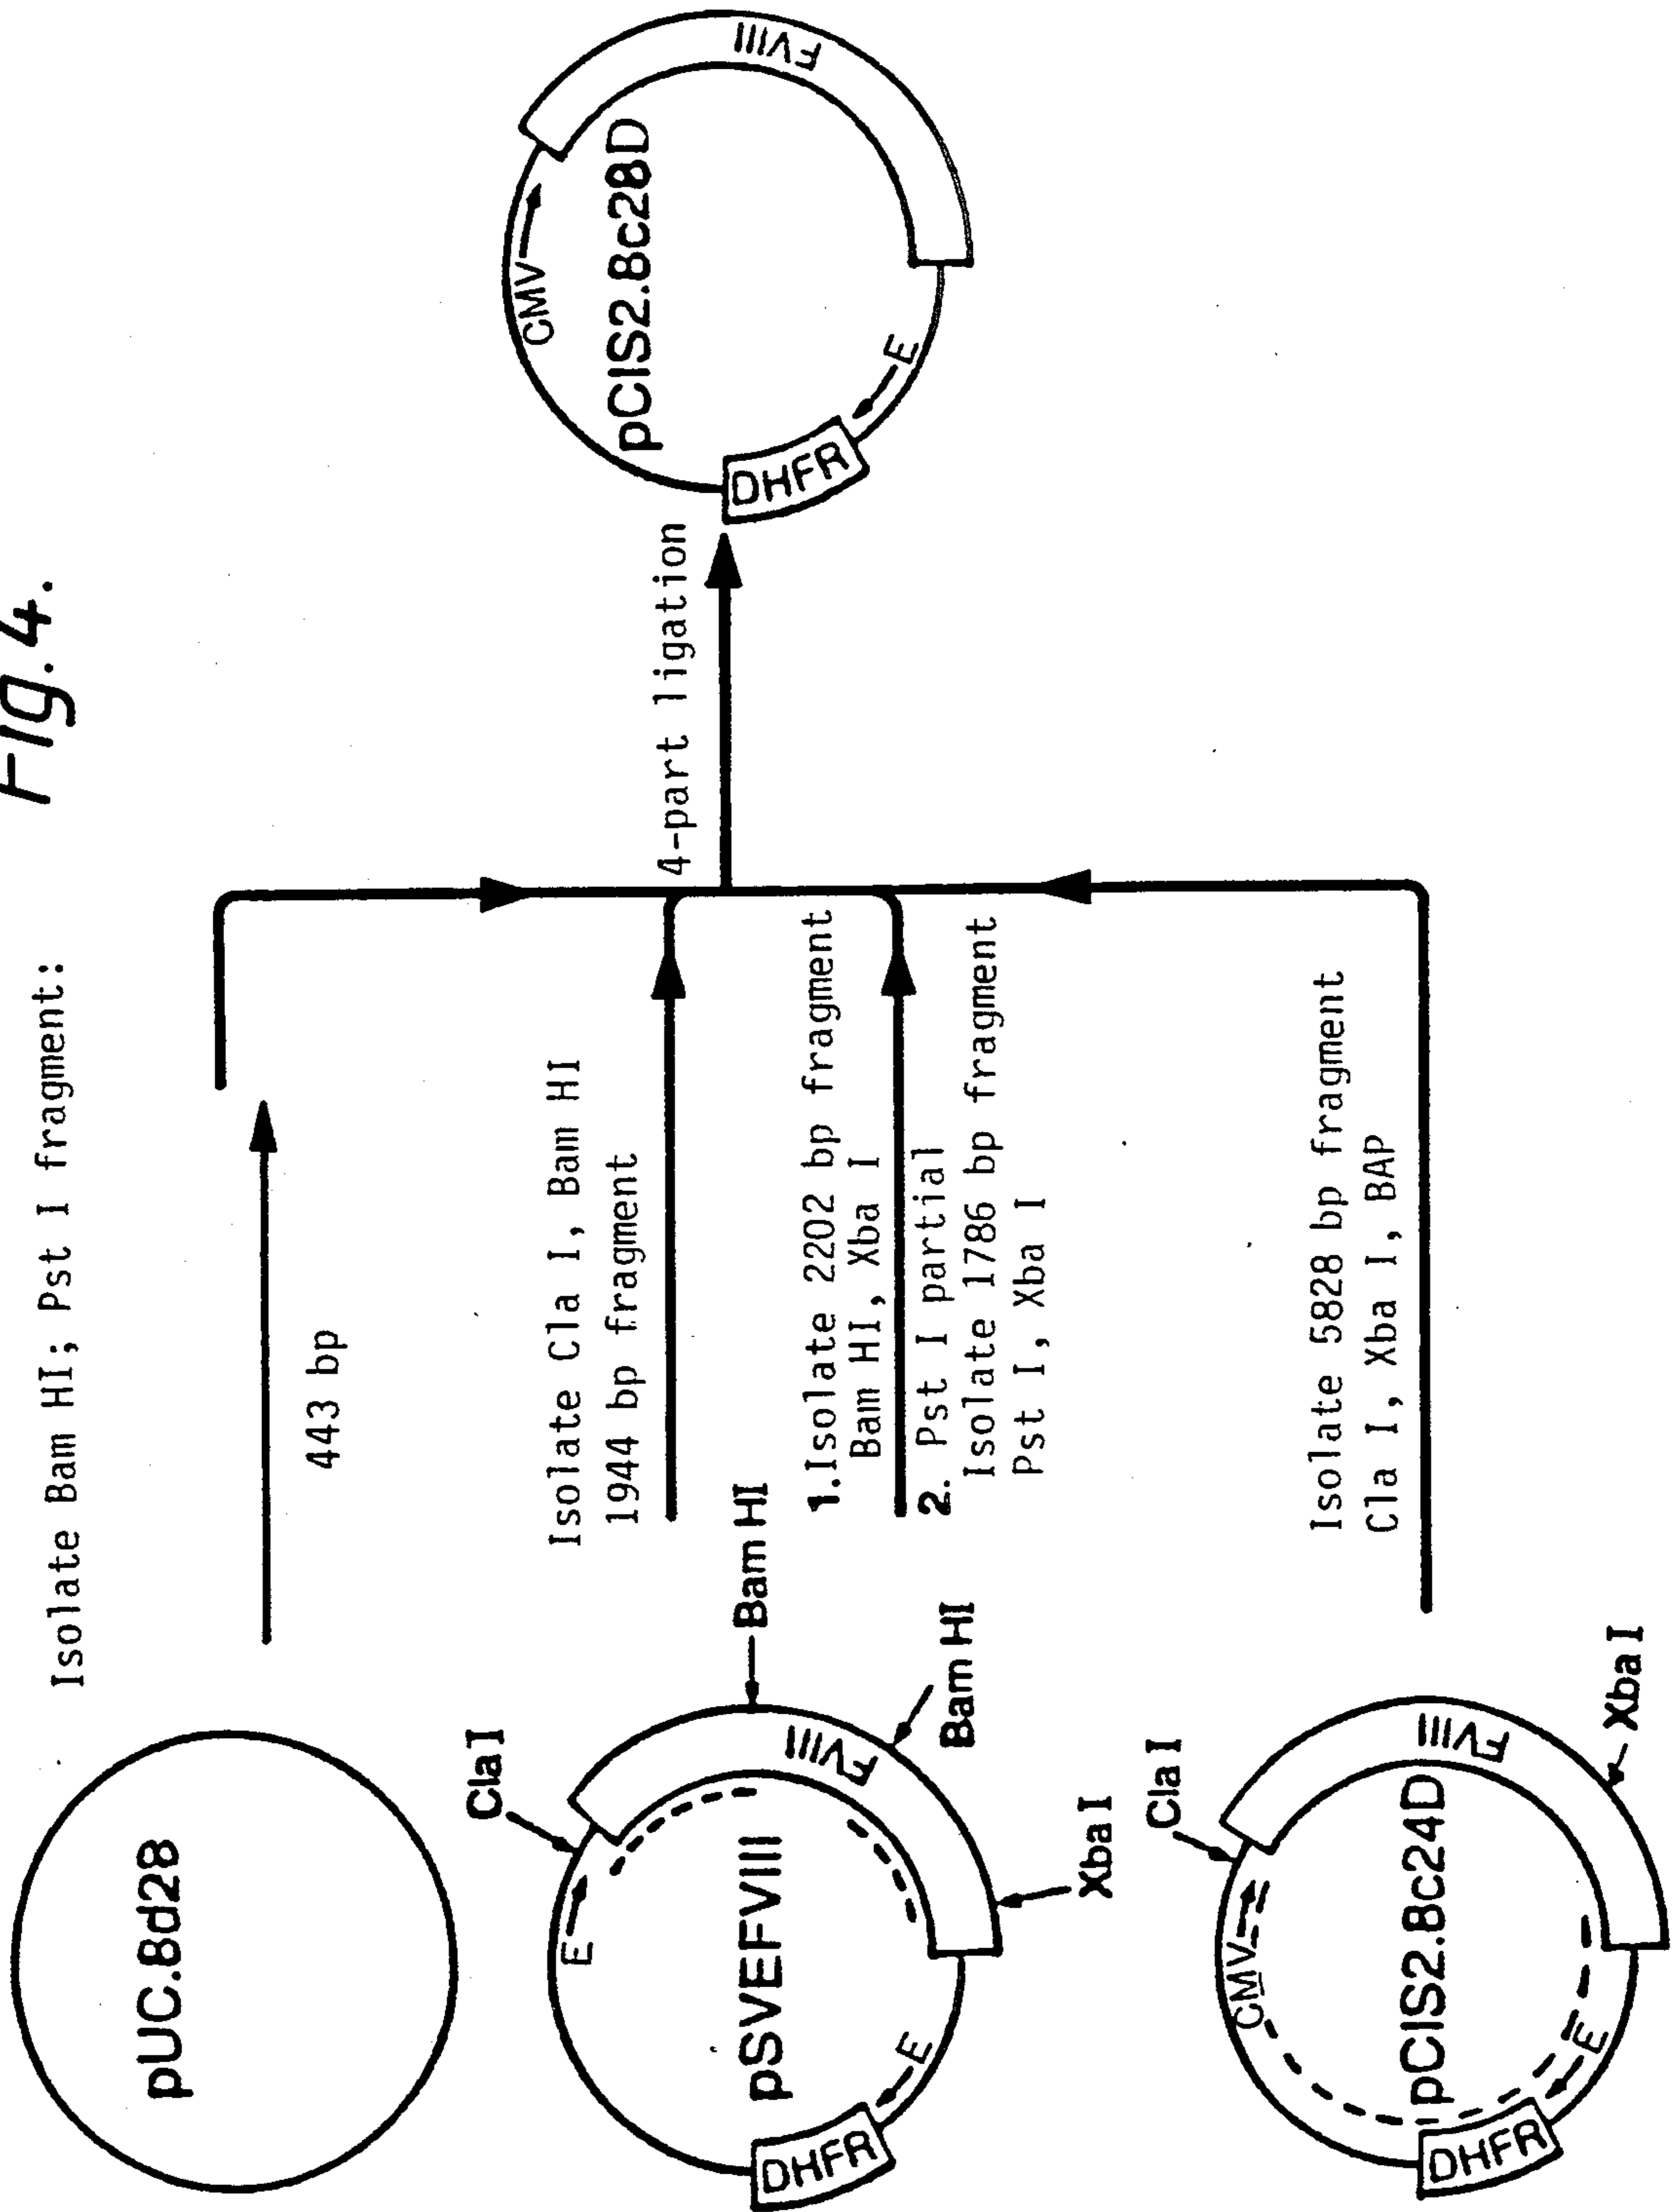 Fig. 4.
Isolate Bam HI; Pst I fragment:
pUC.8d28
443 bp
Isolate Cla I, Bam HI
1944 bp fragment
Cla I
E
Bam HI
pSVEFVIII
FVIII
Bam HI
DHFR
E
Xba I
1. Isolate 2202 bp fragment
Bam HI, Xba I
2. Pst I partial
Isolate 1786 bp fragment
Pst I, Xba I
Cla I
CMV
pCIS2.8c24D
FVIII
DHFR
E
Xba I
Isolate 5828 bp fragment
Cla I, Xba I, BAP
4-part ligation
CMV
pCIS2.8c28D
FVIII
DHFR
E